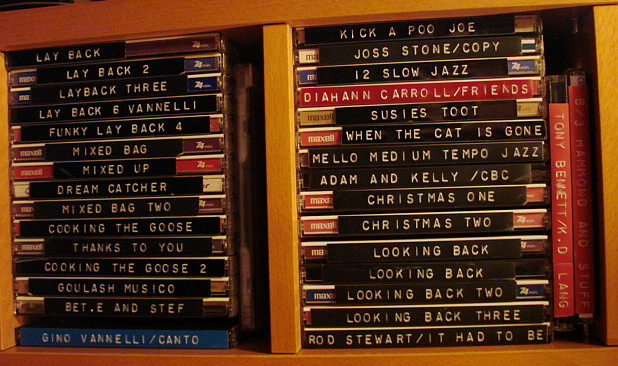 LAY BACK
LAY BACK 2
LAYBACK THREE
LAY BACK 6 VANNELLI
FUNKY LAY BACK 4
MIXED BAG
MIXED UP
DREAM CATCHER
MIXED BAG TWO
COOKING THE GOOSE
THANKS TO YOU
COOKING THE GOOSE 2
GOULASH MUSICO
BET.E AND STEF
GINO VANNELLI/CANTO
KICK A POO JOE
JOSS STONE/COPY
12 SLOW JAZZ
DIAHANN CARROLL/FRIENDS
SUSIES TOOT
WHEN THE CAT IS GONE
MELLO MEDIUM TEMPO JAZZ
ADAM AND KELLY /CBC
CHRISTMAS ONE
CHRISTMAS TWO
LOOKING BACK
LOOKING BACK
LOOKING BACK TWO
LOOKING BACK THREE
ROD STEWART/IT HAD TO BE
TONY BENNETT/K.D LANG
B/3 HAMMOND AND STUFF